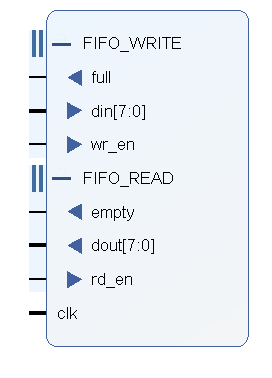 FIFO_WRITE
full
din[7:0]
wr_en
FIFO_READ
empty
dout[7:0]
rd_en
clk